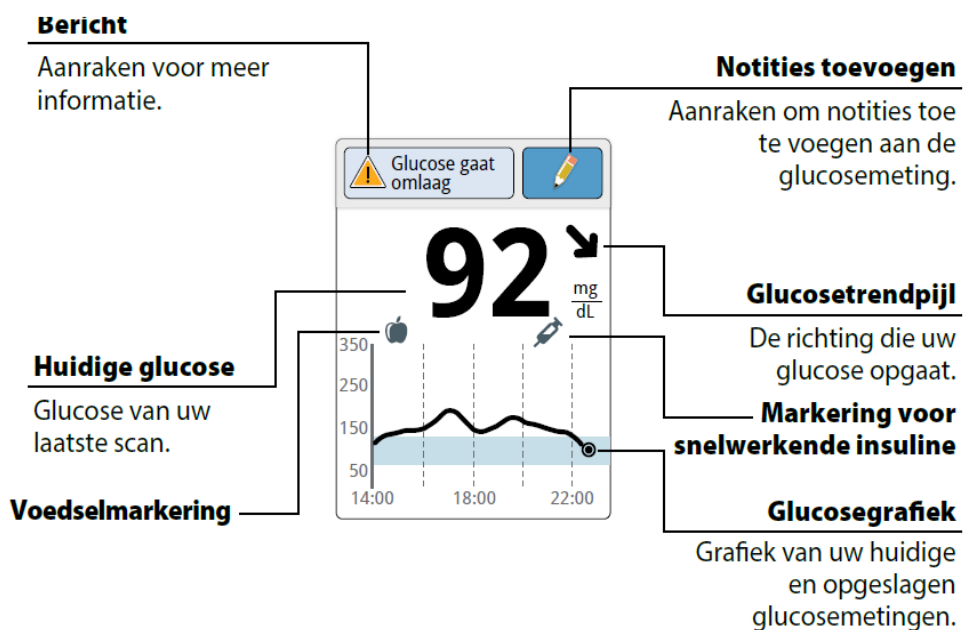 Bericht
Aanraken voor meer
informatie.
Notities toevoegen
Aanraken om notities toe
te voegen aan de
glucosemeting.
Glucose gaat
omlaag
92
mg
dL
Glucosetrendpijl
De richting die uw
glucose opgaat.
Huidige glucose
Glucose van uw
laatste scan.
Markering voor
snelwerkende insuline
Voedselmarkering
350
250
150
50
14:00 18:00 22:00
Glucosegrafiek
Grafiek van uw huidige
en opgeslagen
glucosemetingen.